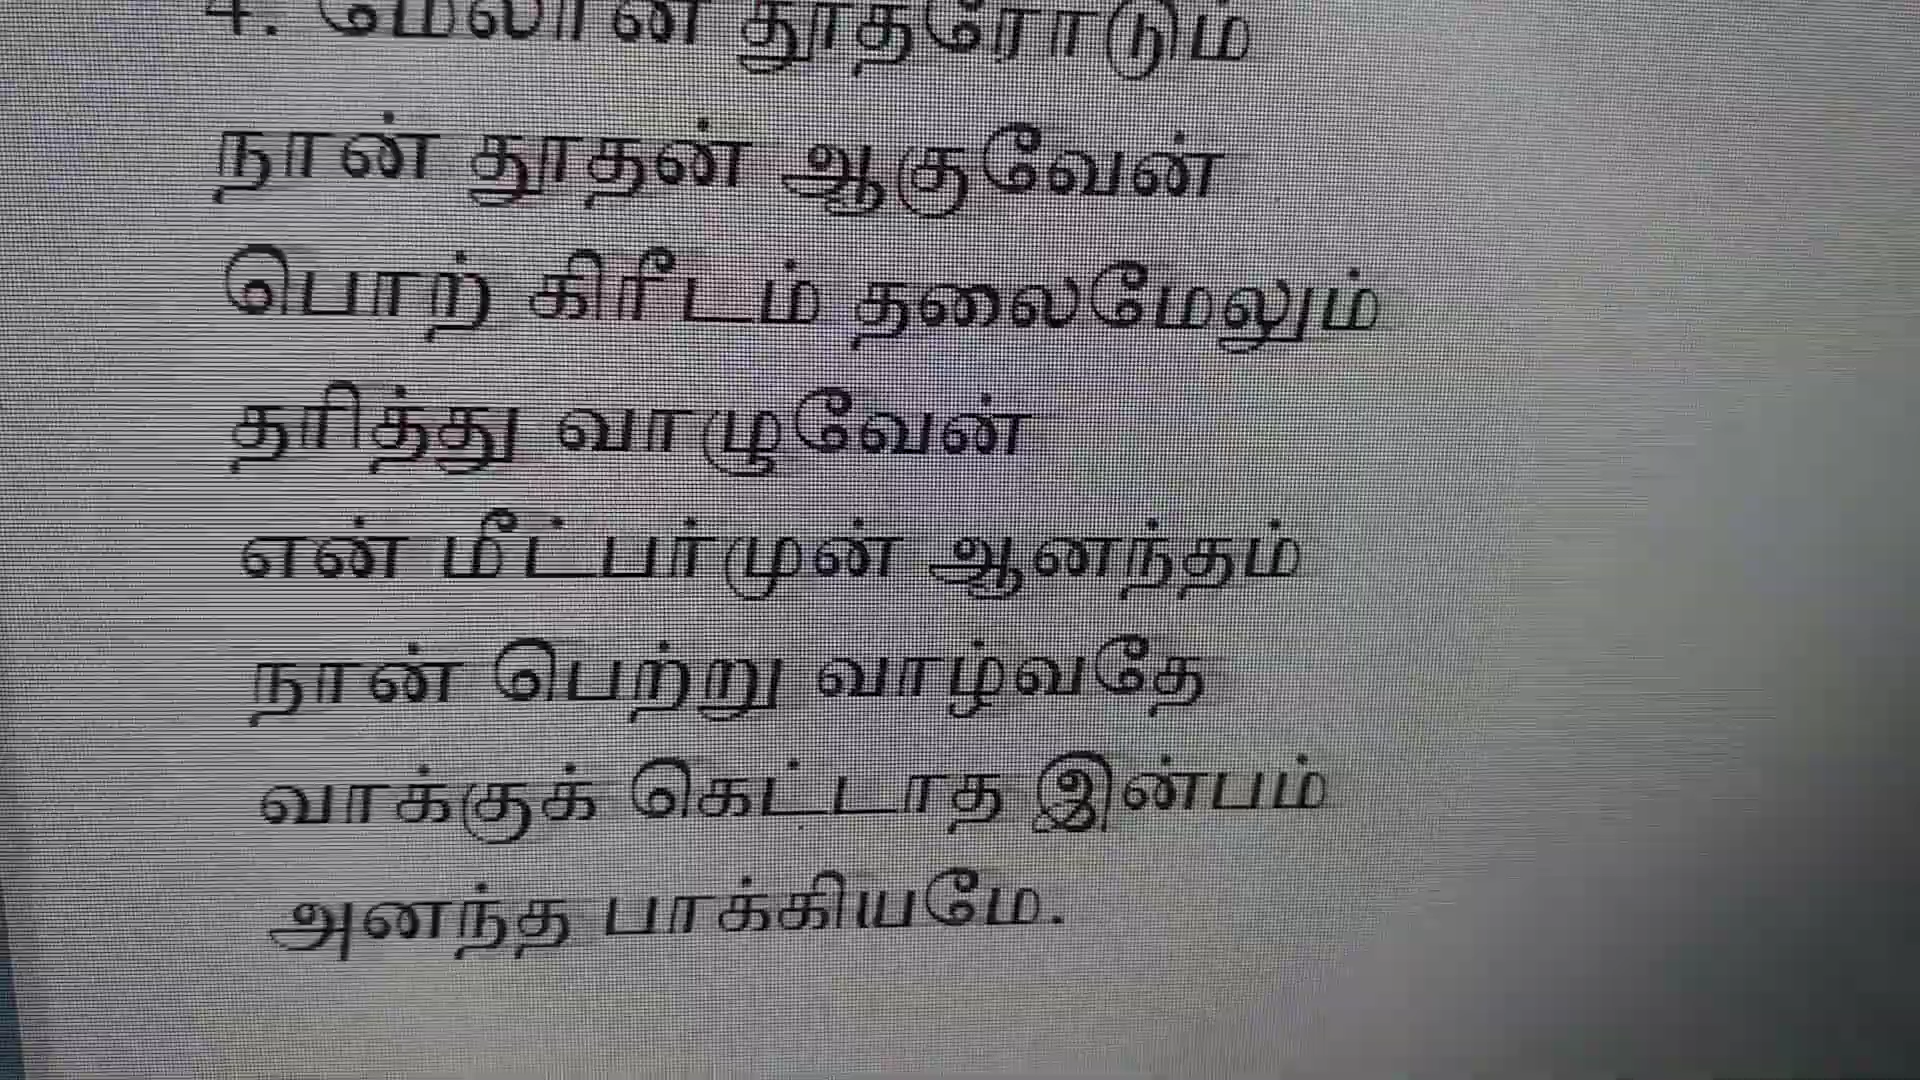 4. மேலான தூதரோடும்
நான் தூதன் ஆகுவேன்
பொற் கிரீடம் தலைமேலும்
தரித்து வாழுவேன்
என் மீட்பர்முன் ஆனந்தம்
நான் பெற்று வாழ்வதே
வாக்குக் கெட்டாத இன்பம்
அனந்த பாக்கியமே.